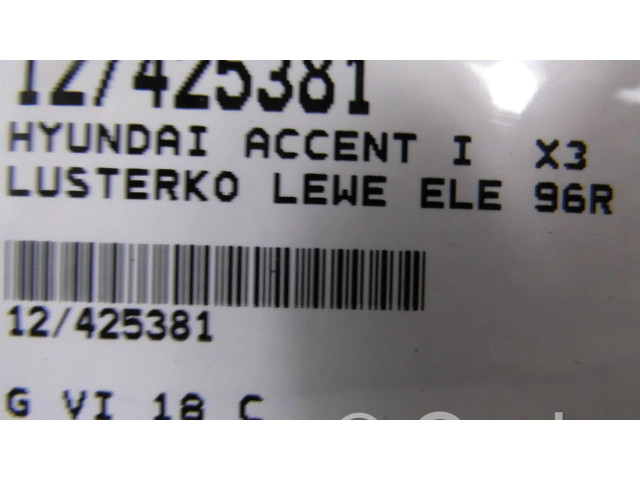 12/425381
HYUNDAI ACCENT I X3
LUSTERKO LEWE ELE 96R
12/425381
G VI 18 C